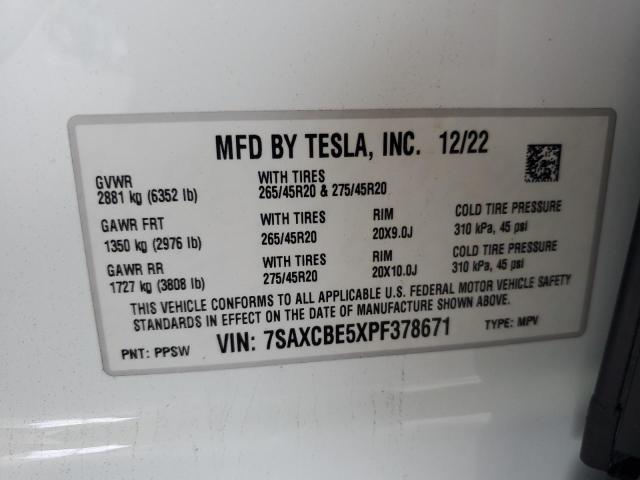 MFD BY TESLA, INC. 12/22
GVWR
2881 kg (6352 lb)
WITH TIRES
265/45R20 & 275/45R20
GAWR FRT
1350 kg (2976 lb)
WITH TIRES
265/45R20
RIM
20X9.0J
COLD TIRE PRESSURE
310 kPa, 45 psi
GAWR RR
1727 kg (3808 lb)
WITH TIRES
275/45R20
RIM
20X10.0J
COLD TIRE PRESSURE
310 kPa, 45 psi
THIS VEHICLE CONFORMS TO ALL APPLICABLE U.S. FEDERAL MOTOR VEHICLE SAFETY
STANDARDS IN EFFECT ON THE DATE OF MANUFACTURE SHOWN ABOVE.
PNT: PPSW VIN: 7SAXCBE5XPF378671 TYPE: MPV